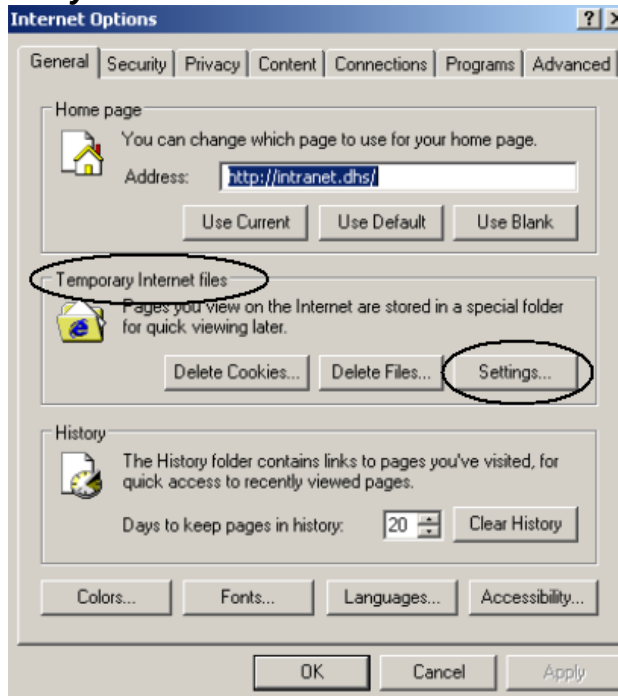 Internet Options
General Security Privacy Content Connections Programs Advanced
Home page
You can change which page to use for your home page.
Address: http://intranet.dhs/
Use Current Use Default Use Blank
Temporary Internet files
Pages you view on the Internet are stored in a special folder
for quick viewing later.
Delete Cookies... Delete Files... Settings...
History
The History folder contains links to pages you've visited, for
quick access to recently viewed pages.
Days to keep pages in history: 20 Clear History
Colors... Fonts... Languages... Accessibility...
OK Cancel Apply